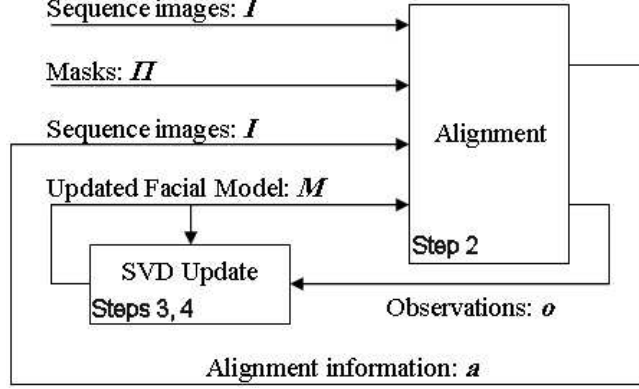 Sequence images: I
Masks: Π
Sequence images: I
Alignment
Updated Facial Model: M
Step 2
SVD Update
Steps 3, 4
Observations: o
Alignment information: a